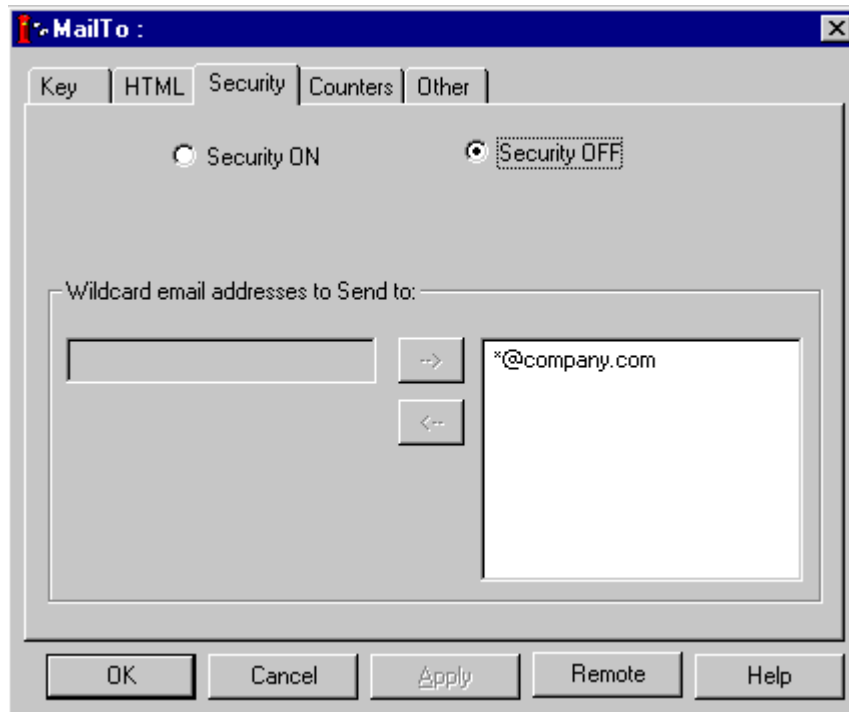 MailTo :
Key HTML Security Counters Other
Security ON Security OFF
Wildcard email addresses to Send to:
--> *@company.com
<--
OK Cancel Apply Remote Help